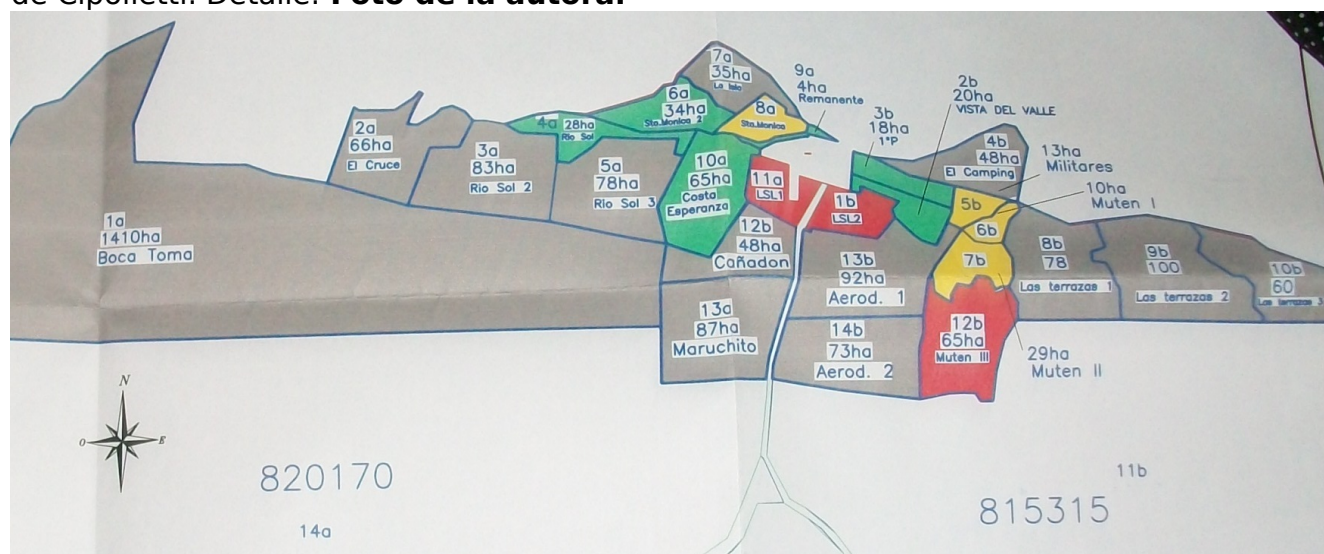 de Cipolletti. Detalle. Foto de la autora.
7a
35ha
La Isla
9a
4ha
Remanente
2b
20ha
VISTA DEL VALLE
6a
34ha
Sta.Monica 2
8a
Sta.Monica
3b
18ha
1°P
2a
66ha
El Cruce
4a
28ha
Rio Sol
4b
48ha
El Camping
13ha
Militares
3a
83ha
Rio Sol 2
5a
78ha
Rio Sol 3
10a
65ha
Costa
Esperanza
11a
LSL1
1b
LSL2
5b
10ha
Muten I
6b
1a
1410ha
Boca Toma
12b
48ha
Cañadon
13b
92ha
Aerod. 1
7b
8b
78
Las terrazas 1
9b
100
Las terrazas 2
10b
60
Las terrazas 3
13a
87ha
Maruchito
14b
73ha
Aerod. 2
12b
65ha
Muten III
29ha
Muten II
N
O
E
820170
14a
11b
815315